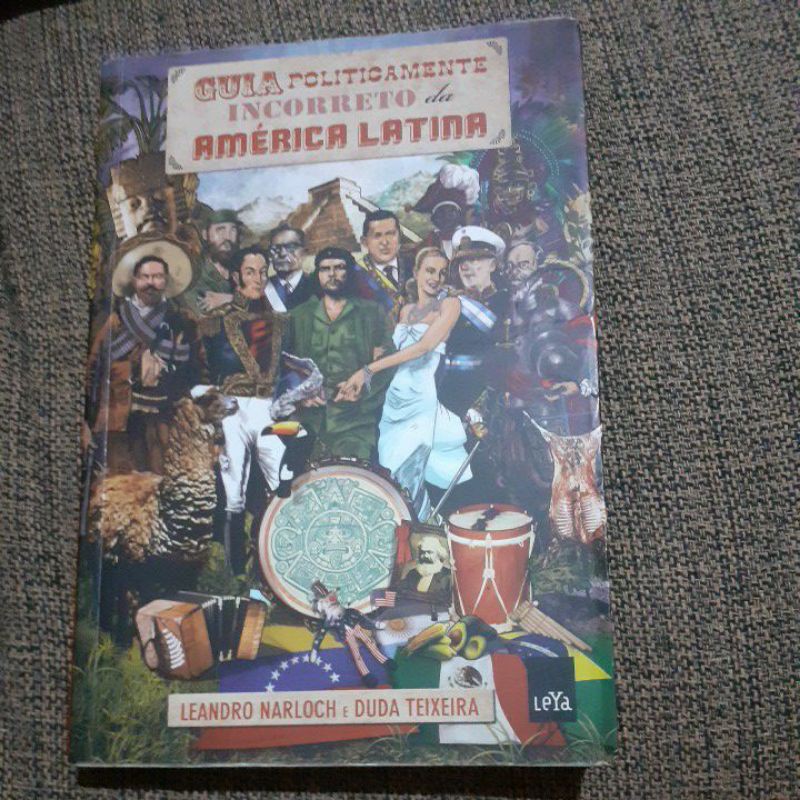 GUIA POLITICAMENTE
INCORRETO da
AMÉRICA LATINA
LEANDRO NARLOCH E DUDA TEIXEIRA
LeYa